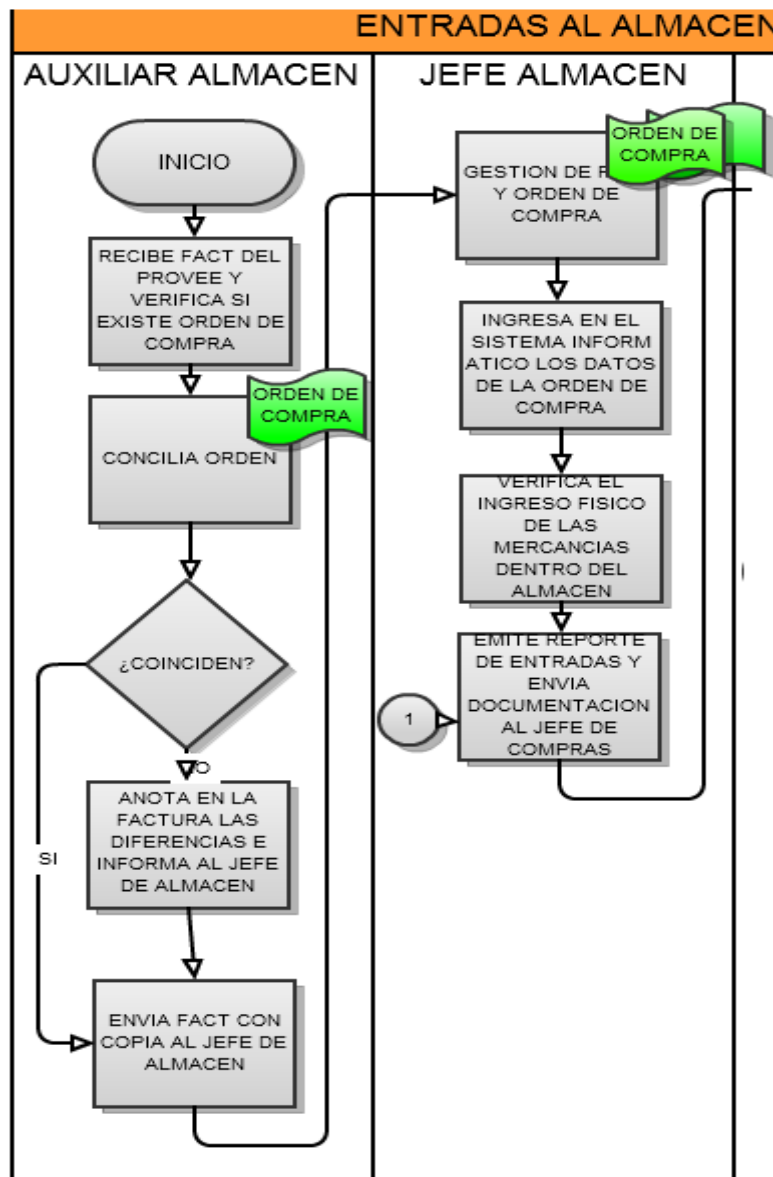 ENTRADAS AL ALMACEN
AUXILIAR ALMACEN
INICIO
RECIBE FACT DEL
PROVEE Y
VERIFICA SI
EXISTE ORDEN DE
COMPRA
ORDEN DE
COMPRA
CONCILIA ORDEN
¿COINCIDEN?
SI
ANOTA EN LA
FACTURA LAS
DIFERENCIAS E
INFORMA AL JEFE
DE ALMACEN
ENVIA FACT CON
COPIA AL JEFE DE
ALMACEN
JEFE ALMACEN
ORDEN DE
COMPRA
GESTION DE
Y ORDEN DE
COMPRA
INGRESA EN EL
SISTEMA INFORM
ATICO LOS DATOS
DE LA ORDEN DE
COMPRA
VERIFICA EL
INGRESO FISICO
DE LAS
MERCANCIAS
DENTRO DEL
ALMACEN
EMITE REPORTE
DE ENTRADAS Y
ENVIA
DOCUMENTACION
AL JEFE DE
COMPRAS
1